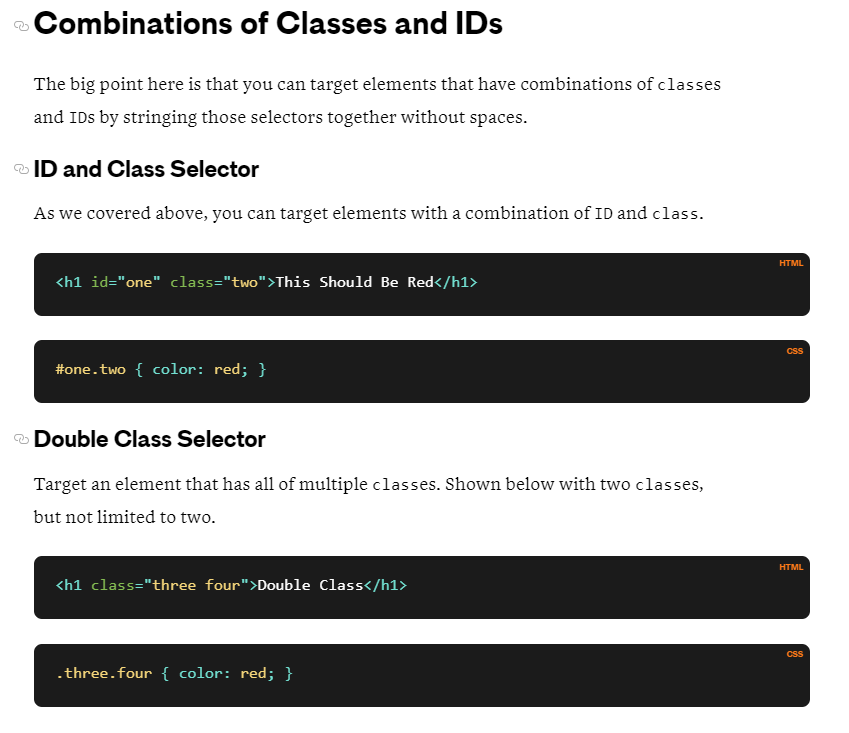 Combinations of Classes and IDs
The big point here is that you can target elements that have combinations of classes
and IDs by stringing those selectors together without spaces.
ID and Class Selector
As we covered above, you can target elements with a combination of ID and class.
HTML
<h1 id="one" class="two">This Should Be Red</h1>
CSS
#one.two { color: red; }
Double Class Selector
Target an element that has all of multiple classes. Shown below with two classes,
but not limited to two.
HTML
<h1 class="three four">Double Class</h1>
CSS
.three.four { color: red; }